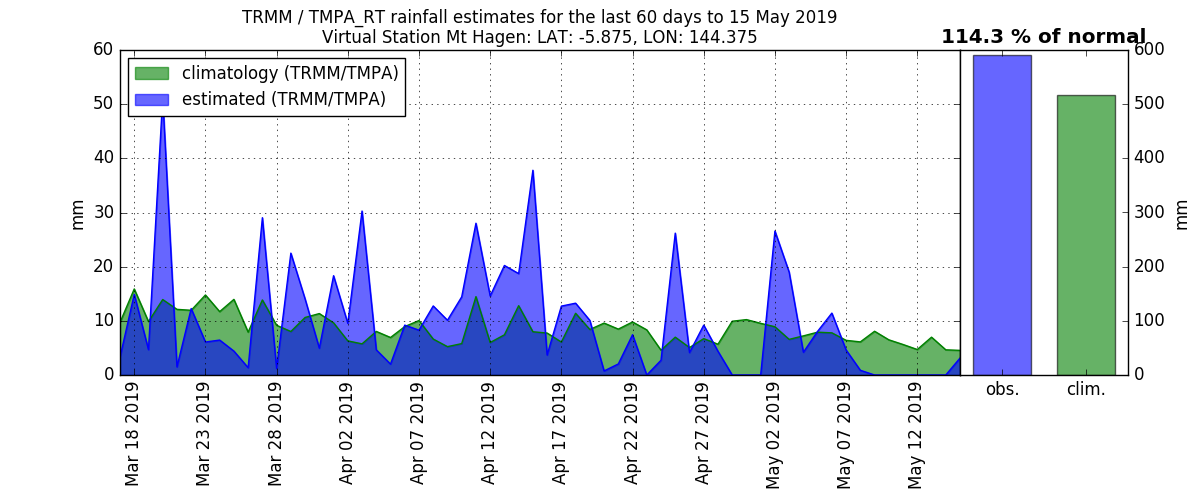 TRMM / TMPA_RT rainfall estimates for the last 60 days to 15 May 2019
Virtual Station Mt Hagen: LAT: -5.875, LON: 144.375
114.3 % of normal
climatology (TRMM/TMPA)
estimated (TRMM/TMPA)
60
50
40
30
20
10
0
mm
Mar 18 2019
Mar 23 2019
Mar 28 2019
Apr 02 2019
Apr 07 2019
Apr 12 2019
Apr 17 2019
Apr 22 2019
Apr 27 2019
May 02 2019
May 07 2019
May 12 2019
600
500
400
300
200
100
0
mm
obs.
clim.